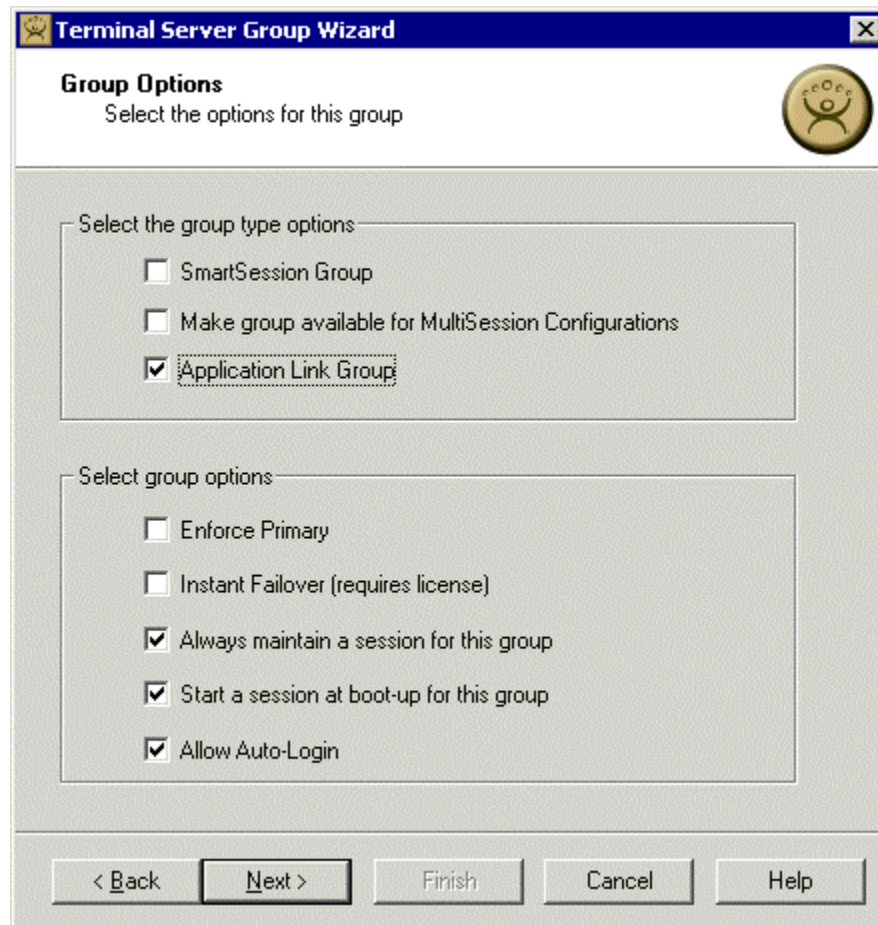 Terminal Server Group Wizard
Group Options
Select the options for this group
Select the group type options
SmartSession Group
Make group available for MultiSession Configurations
Application Link Group
Select group options
Enforce Primary
Instant Failover (requires license)
Always maintain a session for this group
Start a session at boot-up for this group
Allow Auto-Login
< Back Next > Finish Cancel Help